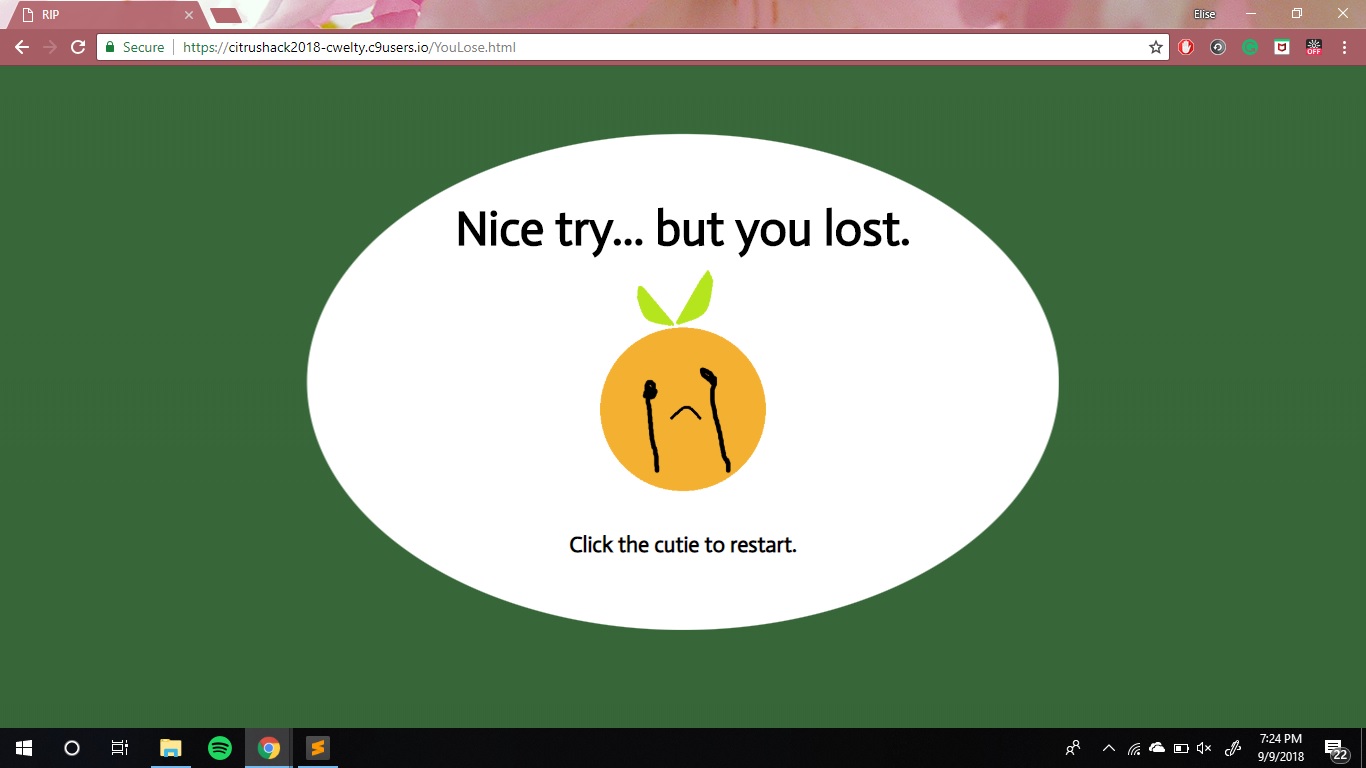 RIP
Elise
Secure
https://citrushack2018-cwelty.c9users.io/YouLose.html
OFF
Nice try... but you lost.
Click the cutie to restart.
7:24 PM
9/9/2018
22